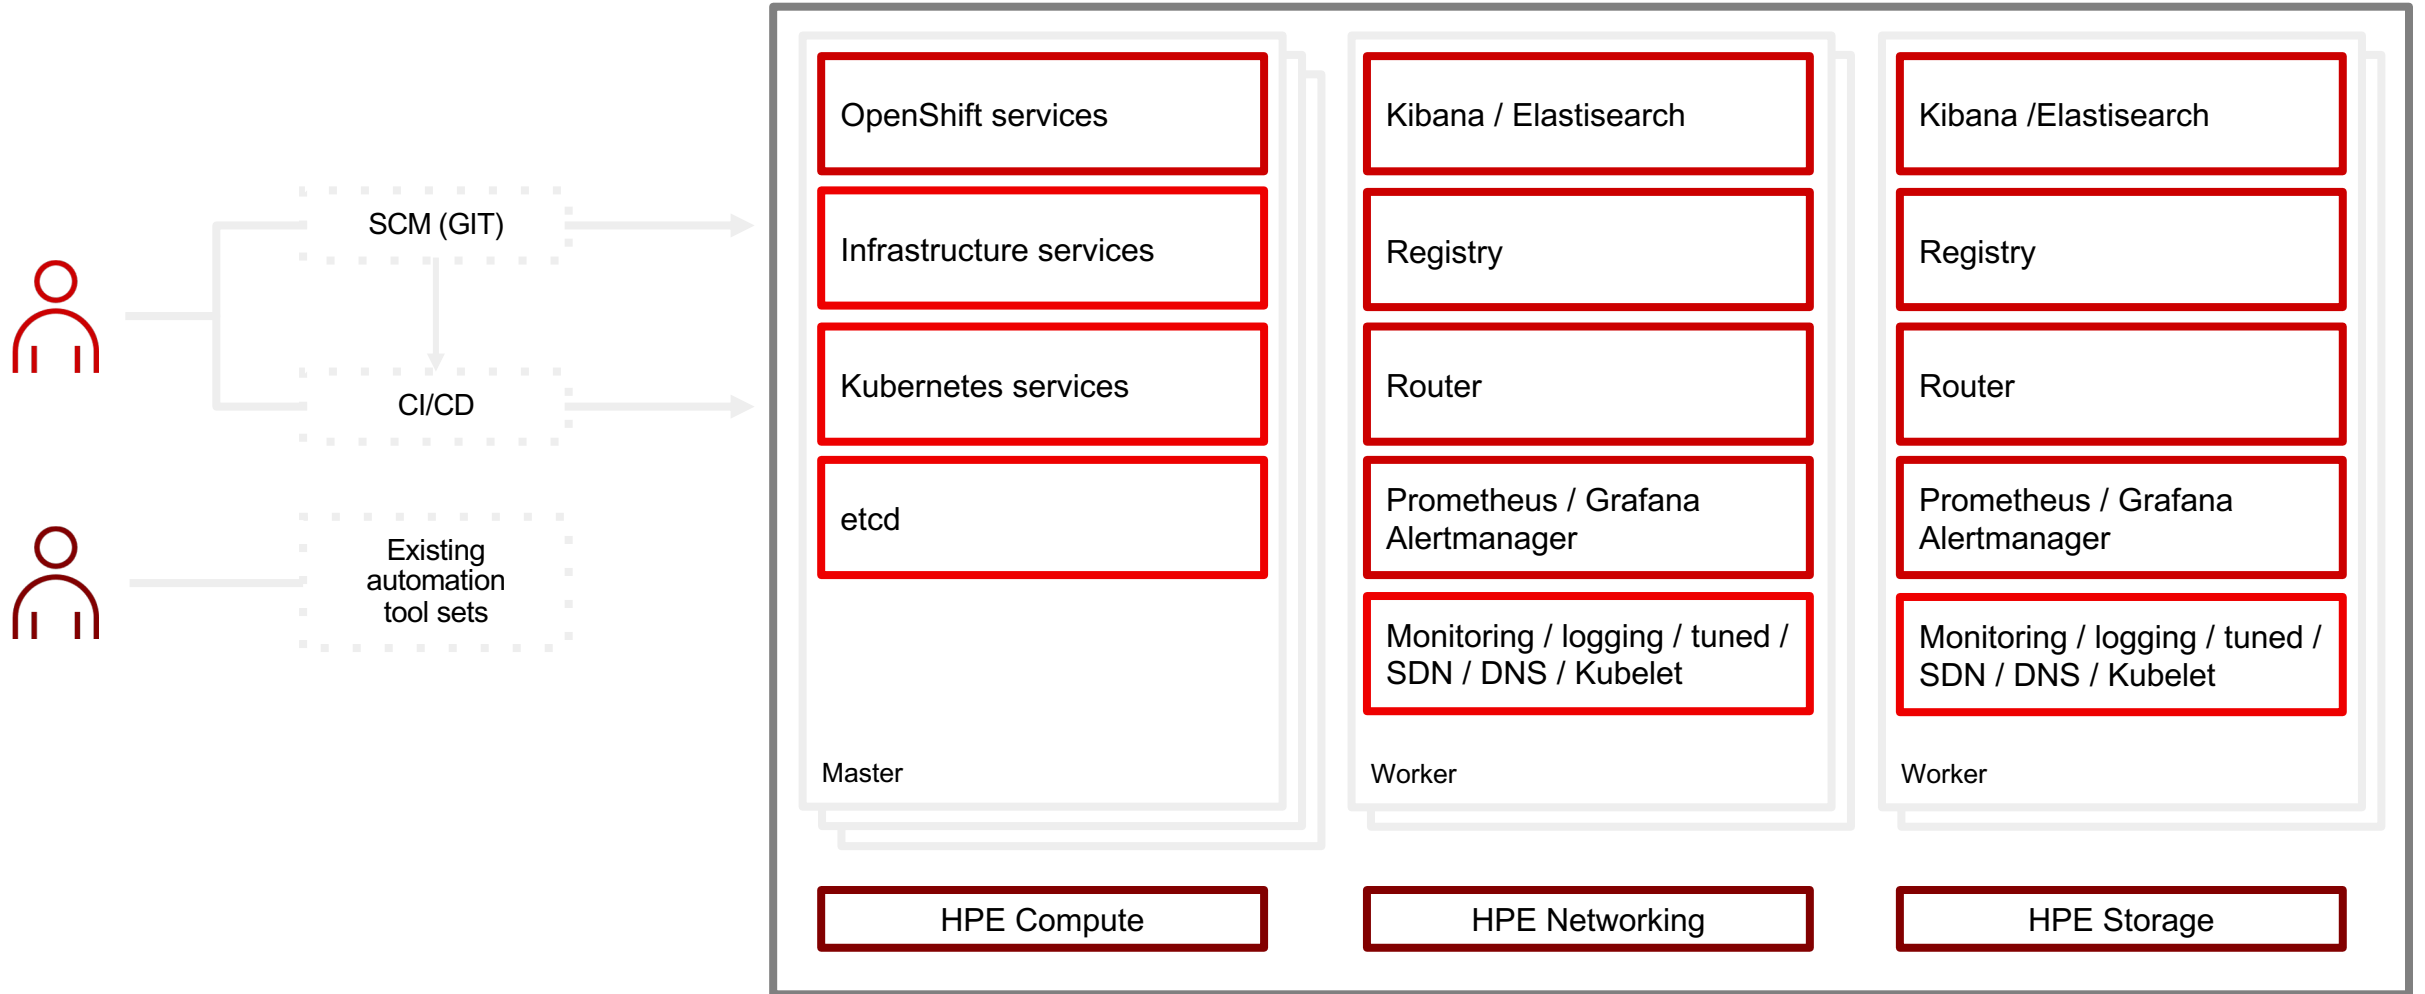 SCM (GIT)
CI/CD
Existing
automation
tool sets
OpenShift services
Infrastructure services
Kubernetes services
etcd
Master
Kibana / Elastisearch
Registry
Router
Prometheus / Grafana
Alertmanager
Monitoring / logging / tuned /
SDN / DNS / Kubelet
Worker
Kibana /Elastisearch
Registry
Router
Prometheus / Grafana
Alertmanager
Monitoring / logging / tuned /
SDN / DNS / Kubelet
Worker
HPE Compute
HPE Networking
HPE Storage